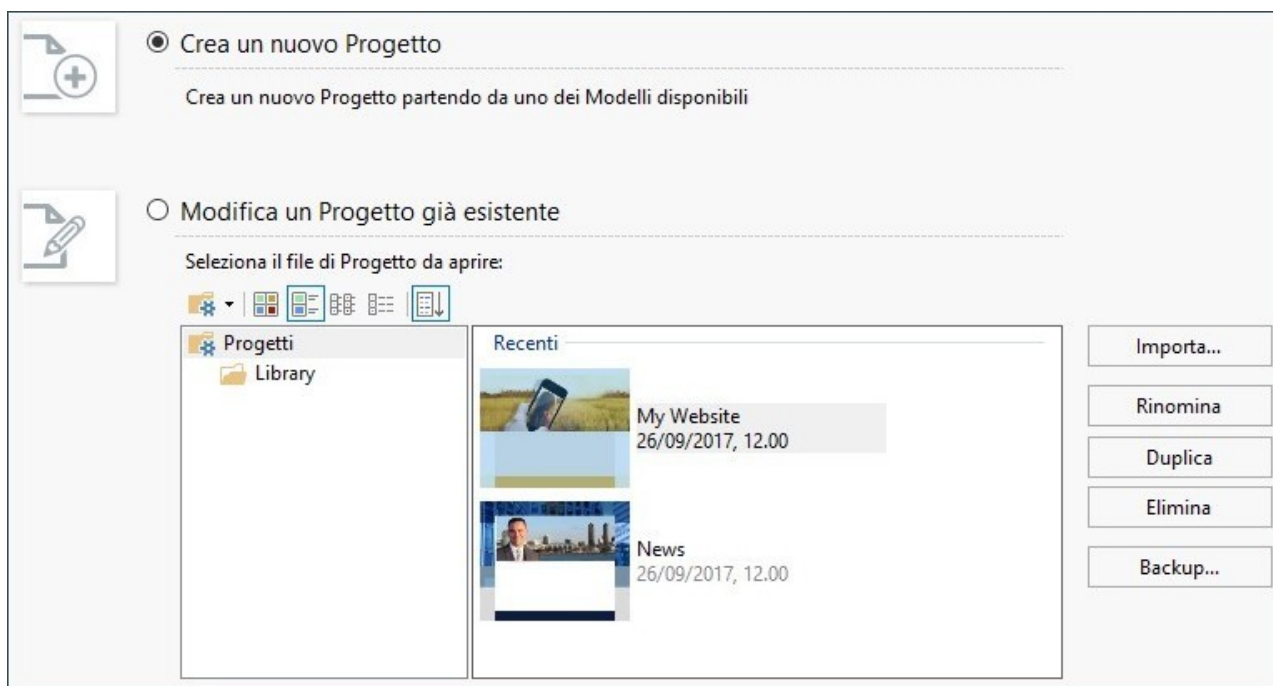 Crea un nuovo Progetto
Crea un nuovo Progetto partendo da uno dei Modelli disponibili
Modifica un Progetto già esistente
Seleziona il file di Progetto da aprire:
Progetti
Library
Recenti
My Website
26/09/2017, 12.00
News
26/09/2017, 12.00
Importa...
Rinomina
Duplica
Elimina
Backup...